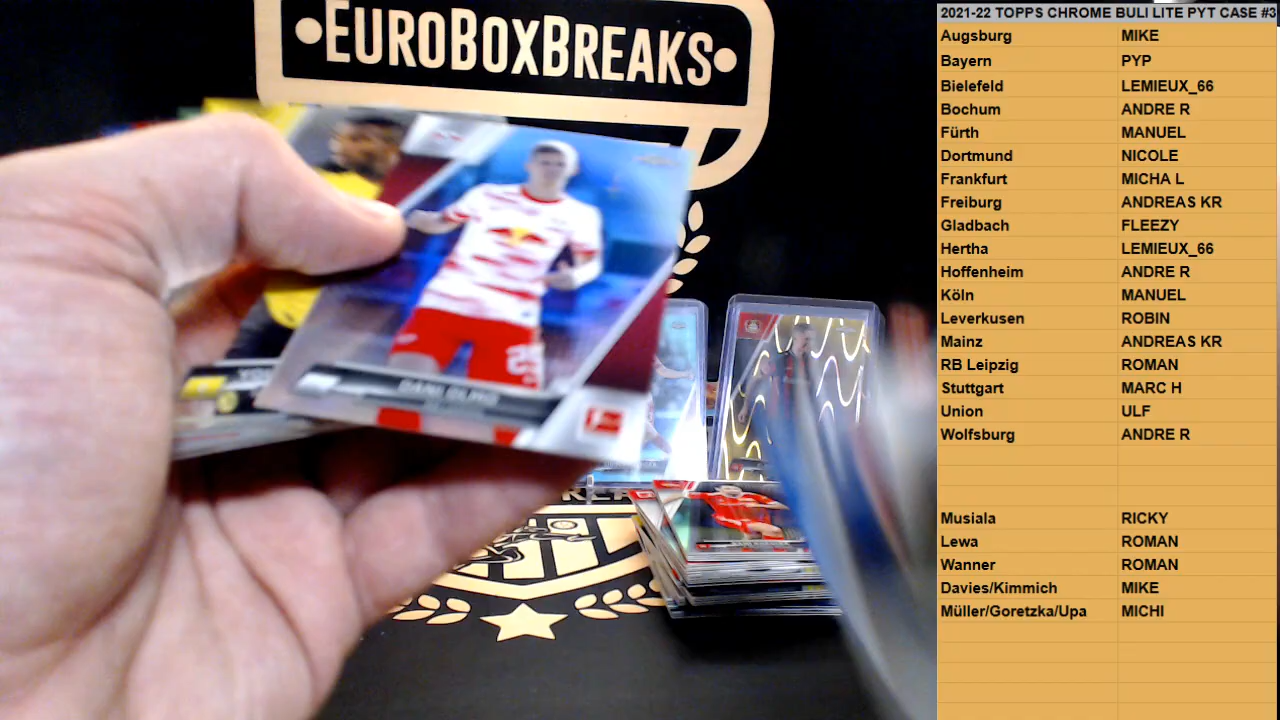 EUROBOXBREAKS
DANI OLMO
2021-22 TOPPS CHROME BULI LITE PYT CASE #3
Augsburg MIKE
Bayern PYP
Bielefeld LEMIEUX_66
Bochum ANDRE R
Fürth MANUEL
Dortmund NICOLE
Frankfurt MICHA L
Freiburg ANDREAS KR
Gladbach FLEEZY
Hertha LEMIEUX_66
Hoffenheim ANDRE R
Köln MANUEL
Leverkusen ROBIN
Mainz ANDREAS KR
RB Leipzig ROMAN
Stuttgart MARC H
Union ULF
Wolfsburg ANDRE R
Musiala RICKY
Lewa ROMAN
Wanner ROMAN
Davies/Kimmich MIKE
Müller/Goretzka/Upa MICHI